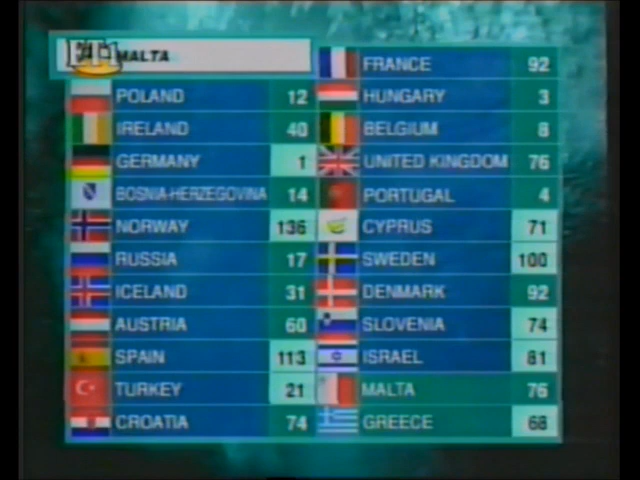 MALTA
POLAND 12
IRELAND 40
GERMANY 1
BOSNIA-HERZEGOVINA 14
NORWAY 136
RUSSIA 17
ICELAND 31
AUSTRIA 60
SPAIN 113
TURKEY 21
CROATIA 74
FRANCE 92
HUNGARY 3
BELGIUM 8
UNITED KINGDOM 76
PORTUGAL 4
CYPRUS 71
SWEDEN 100
DENMARK 92
SLOVENIA 74
ISRAEL 81
MALTA 76
GREECE 68